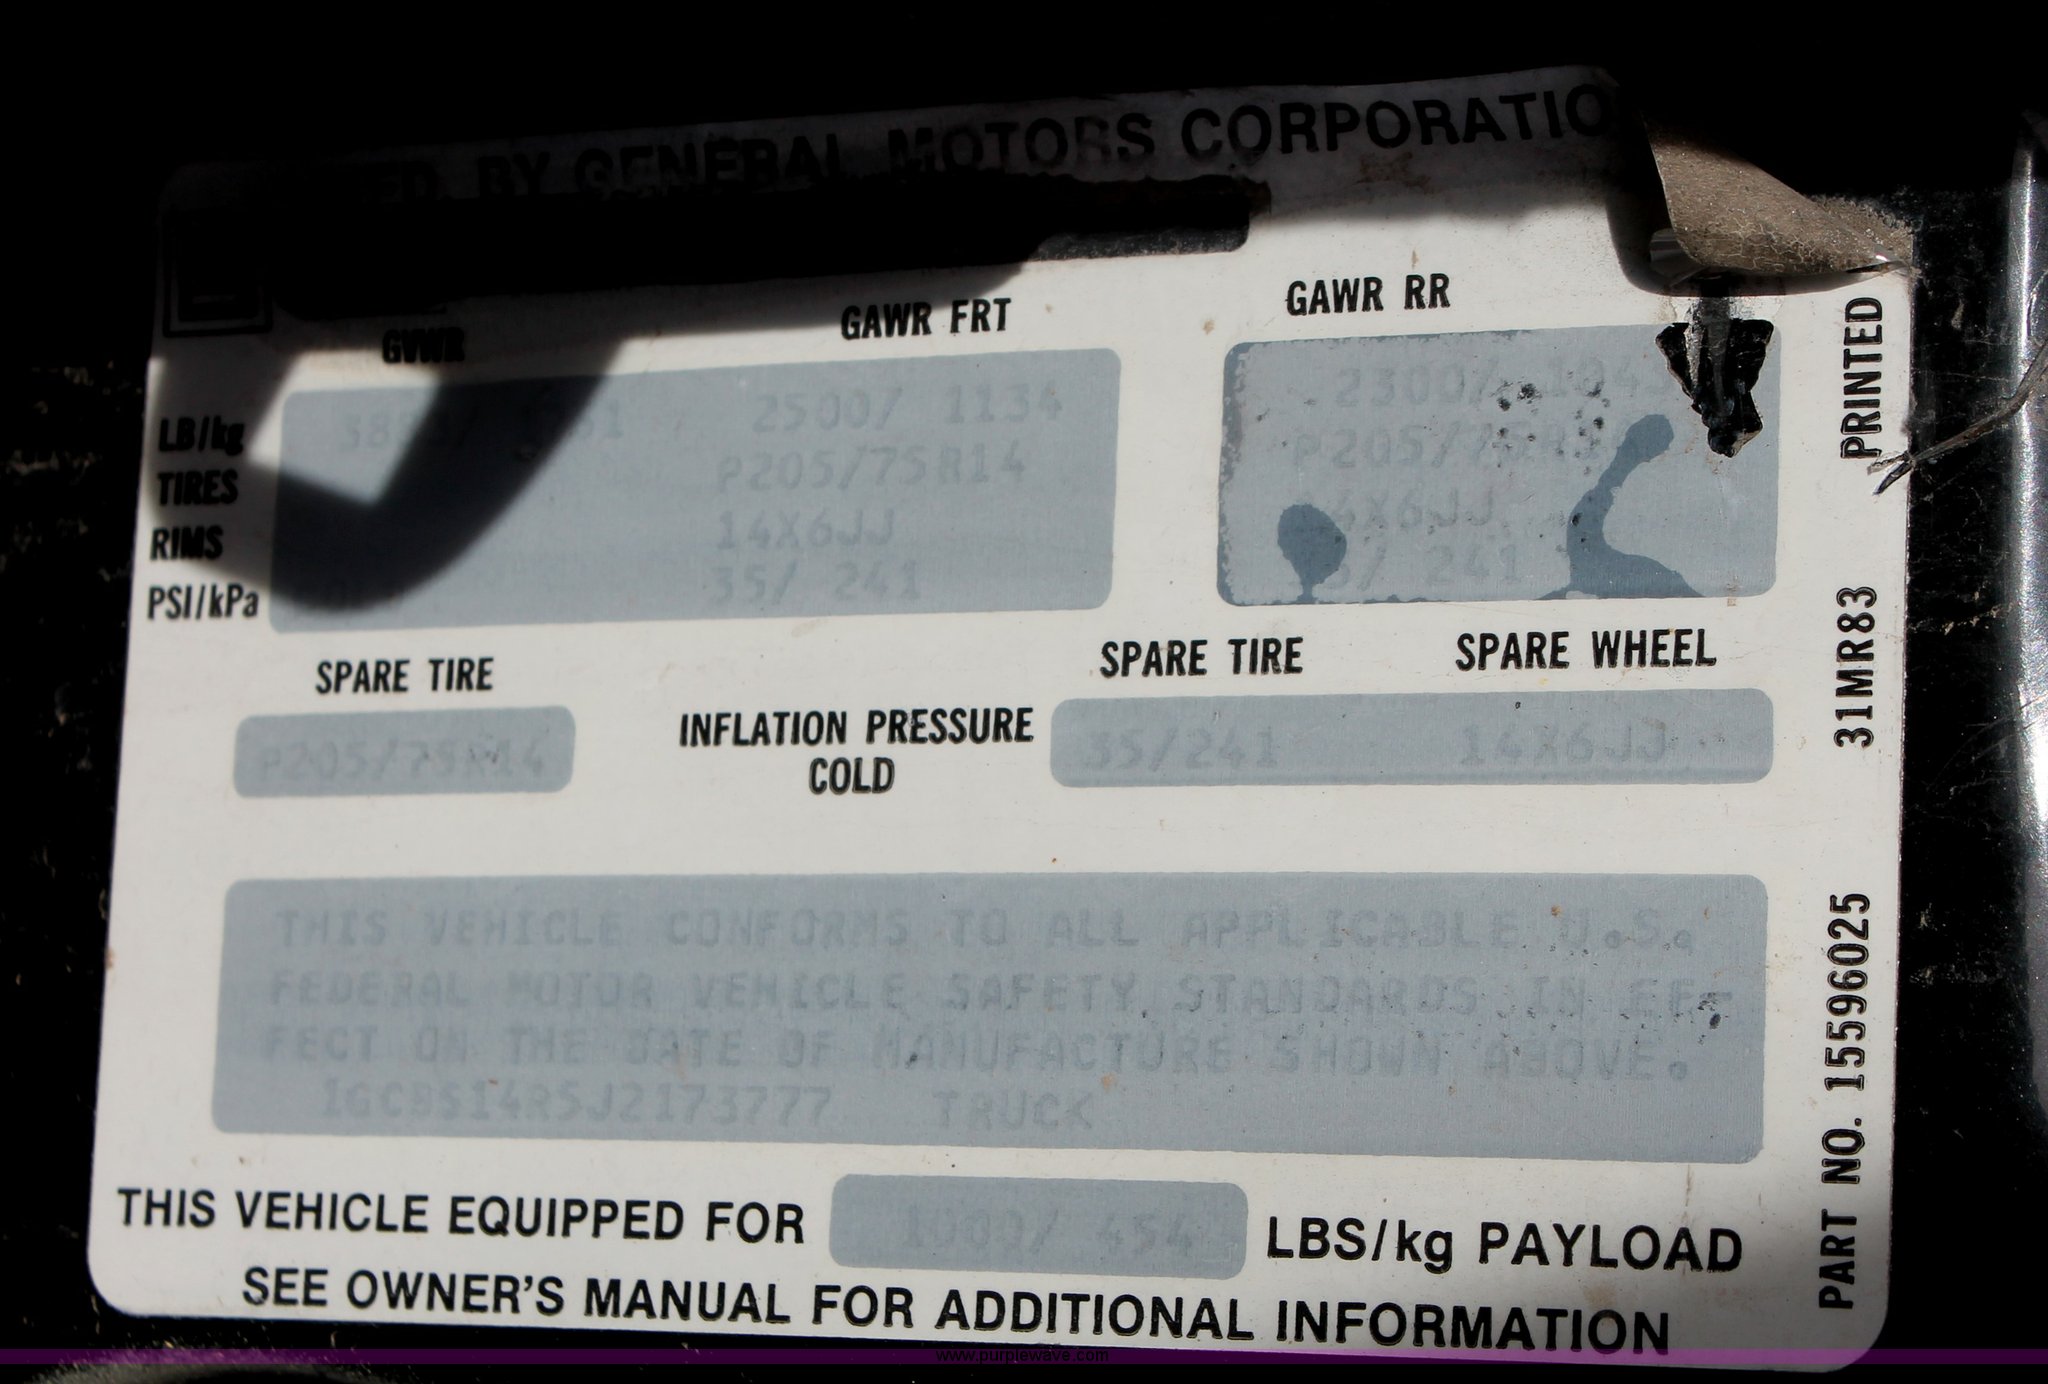 BY GENERAL MOTORS CORPORATIO
GVWR GAWR FRT GAWR RR
LB/kg 2500/ 1134 2300/
TIRES P205/75R14
RIMS 14X6JJ
PSI/kPa 35/ 241 241
SPARE TIRE SPARE TIRE SPARE WHEEL
P205/75R14 INFLATION PRESSURE COLD 35/241 14X6JJ
THIS VEHICLE CONFORMS TO ALL APPLICABLE U.S.
FEDERAL MOTOR VEHICLE SAFETY STANDARDS IN EF-
FECT ON THE DATE OF MANUFACTURE SHOWN ABOVE.
1GCBS14R5J2173777 TRUCK
THIS VEHICLE EQUIPPED FOR 1000/ 454 LBS/kg PAYLOAD
SEE OWNER'S MANUAL FOR ADDITIONAL INFORMATION
PART NO. 15596025 31MR83 PRINTED
www.purplewave.com